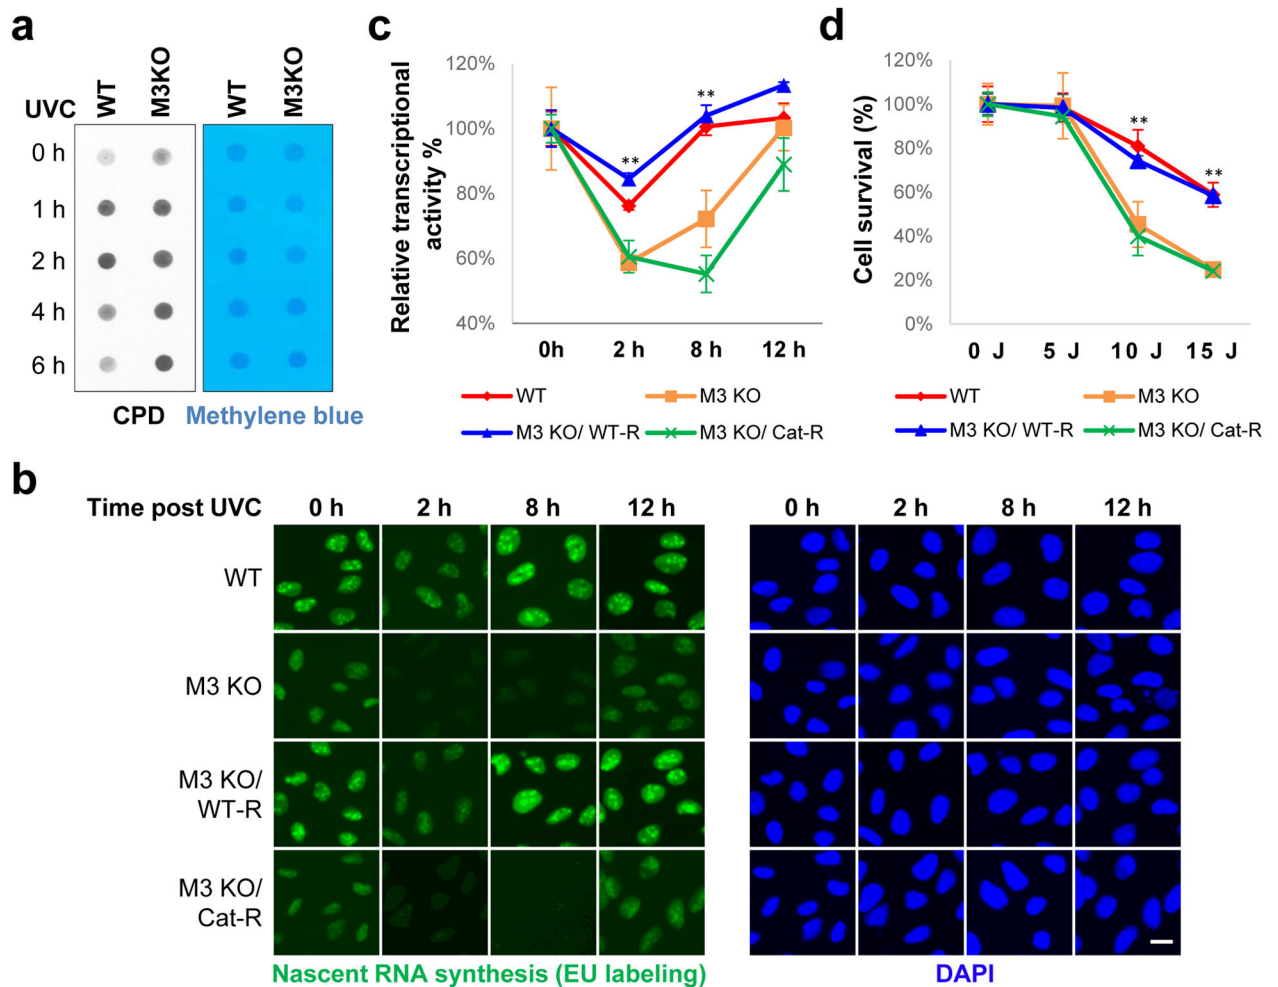 a
WT
M3KO
WT
M3KO
UVC
0 h
1 h
2 h
4 h
6 h
CPD
Methylene blue
c
Relative transcriptional
activity %
120%
100%
80%
60%
40%
**
**
0h
2 h
8 h
12 h
WT
M3 KO
M3 KO/ WT-R
M3 KO/ Cat-R
d
Cell survival (%)
120%
100%
80%
60%
40%
20%
0%
**
**
0 J
5 J
10 J
15 J
WT
M3 KO
M3 KO/ WT-R
M3 KO/ Cat-R
b
Time post UVC
0 h
2 h
8 h
12 h
0 h
2 h
8 h
12 h
WT
M3 KO
M3 KO/
WT-R
M3 KO/
Cat-R
Nascent RNA synthesis (EU labeling)
DAPI